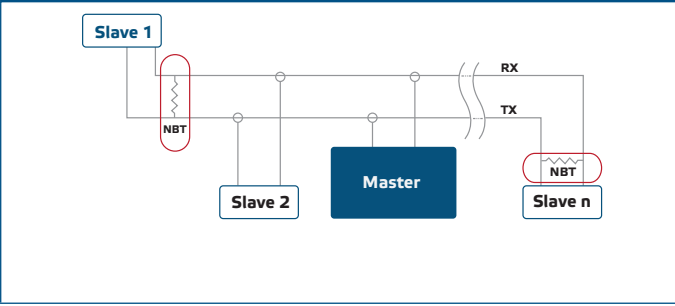 Slave 1
RX
TX
NBT
NBT
Master
Slave 2
Slave n